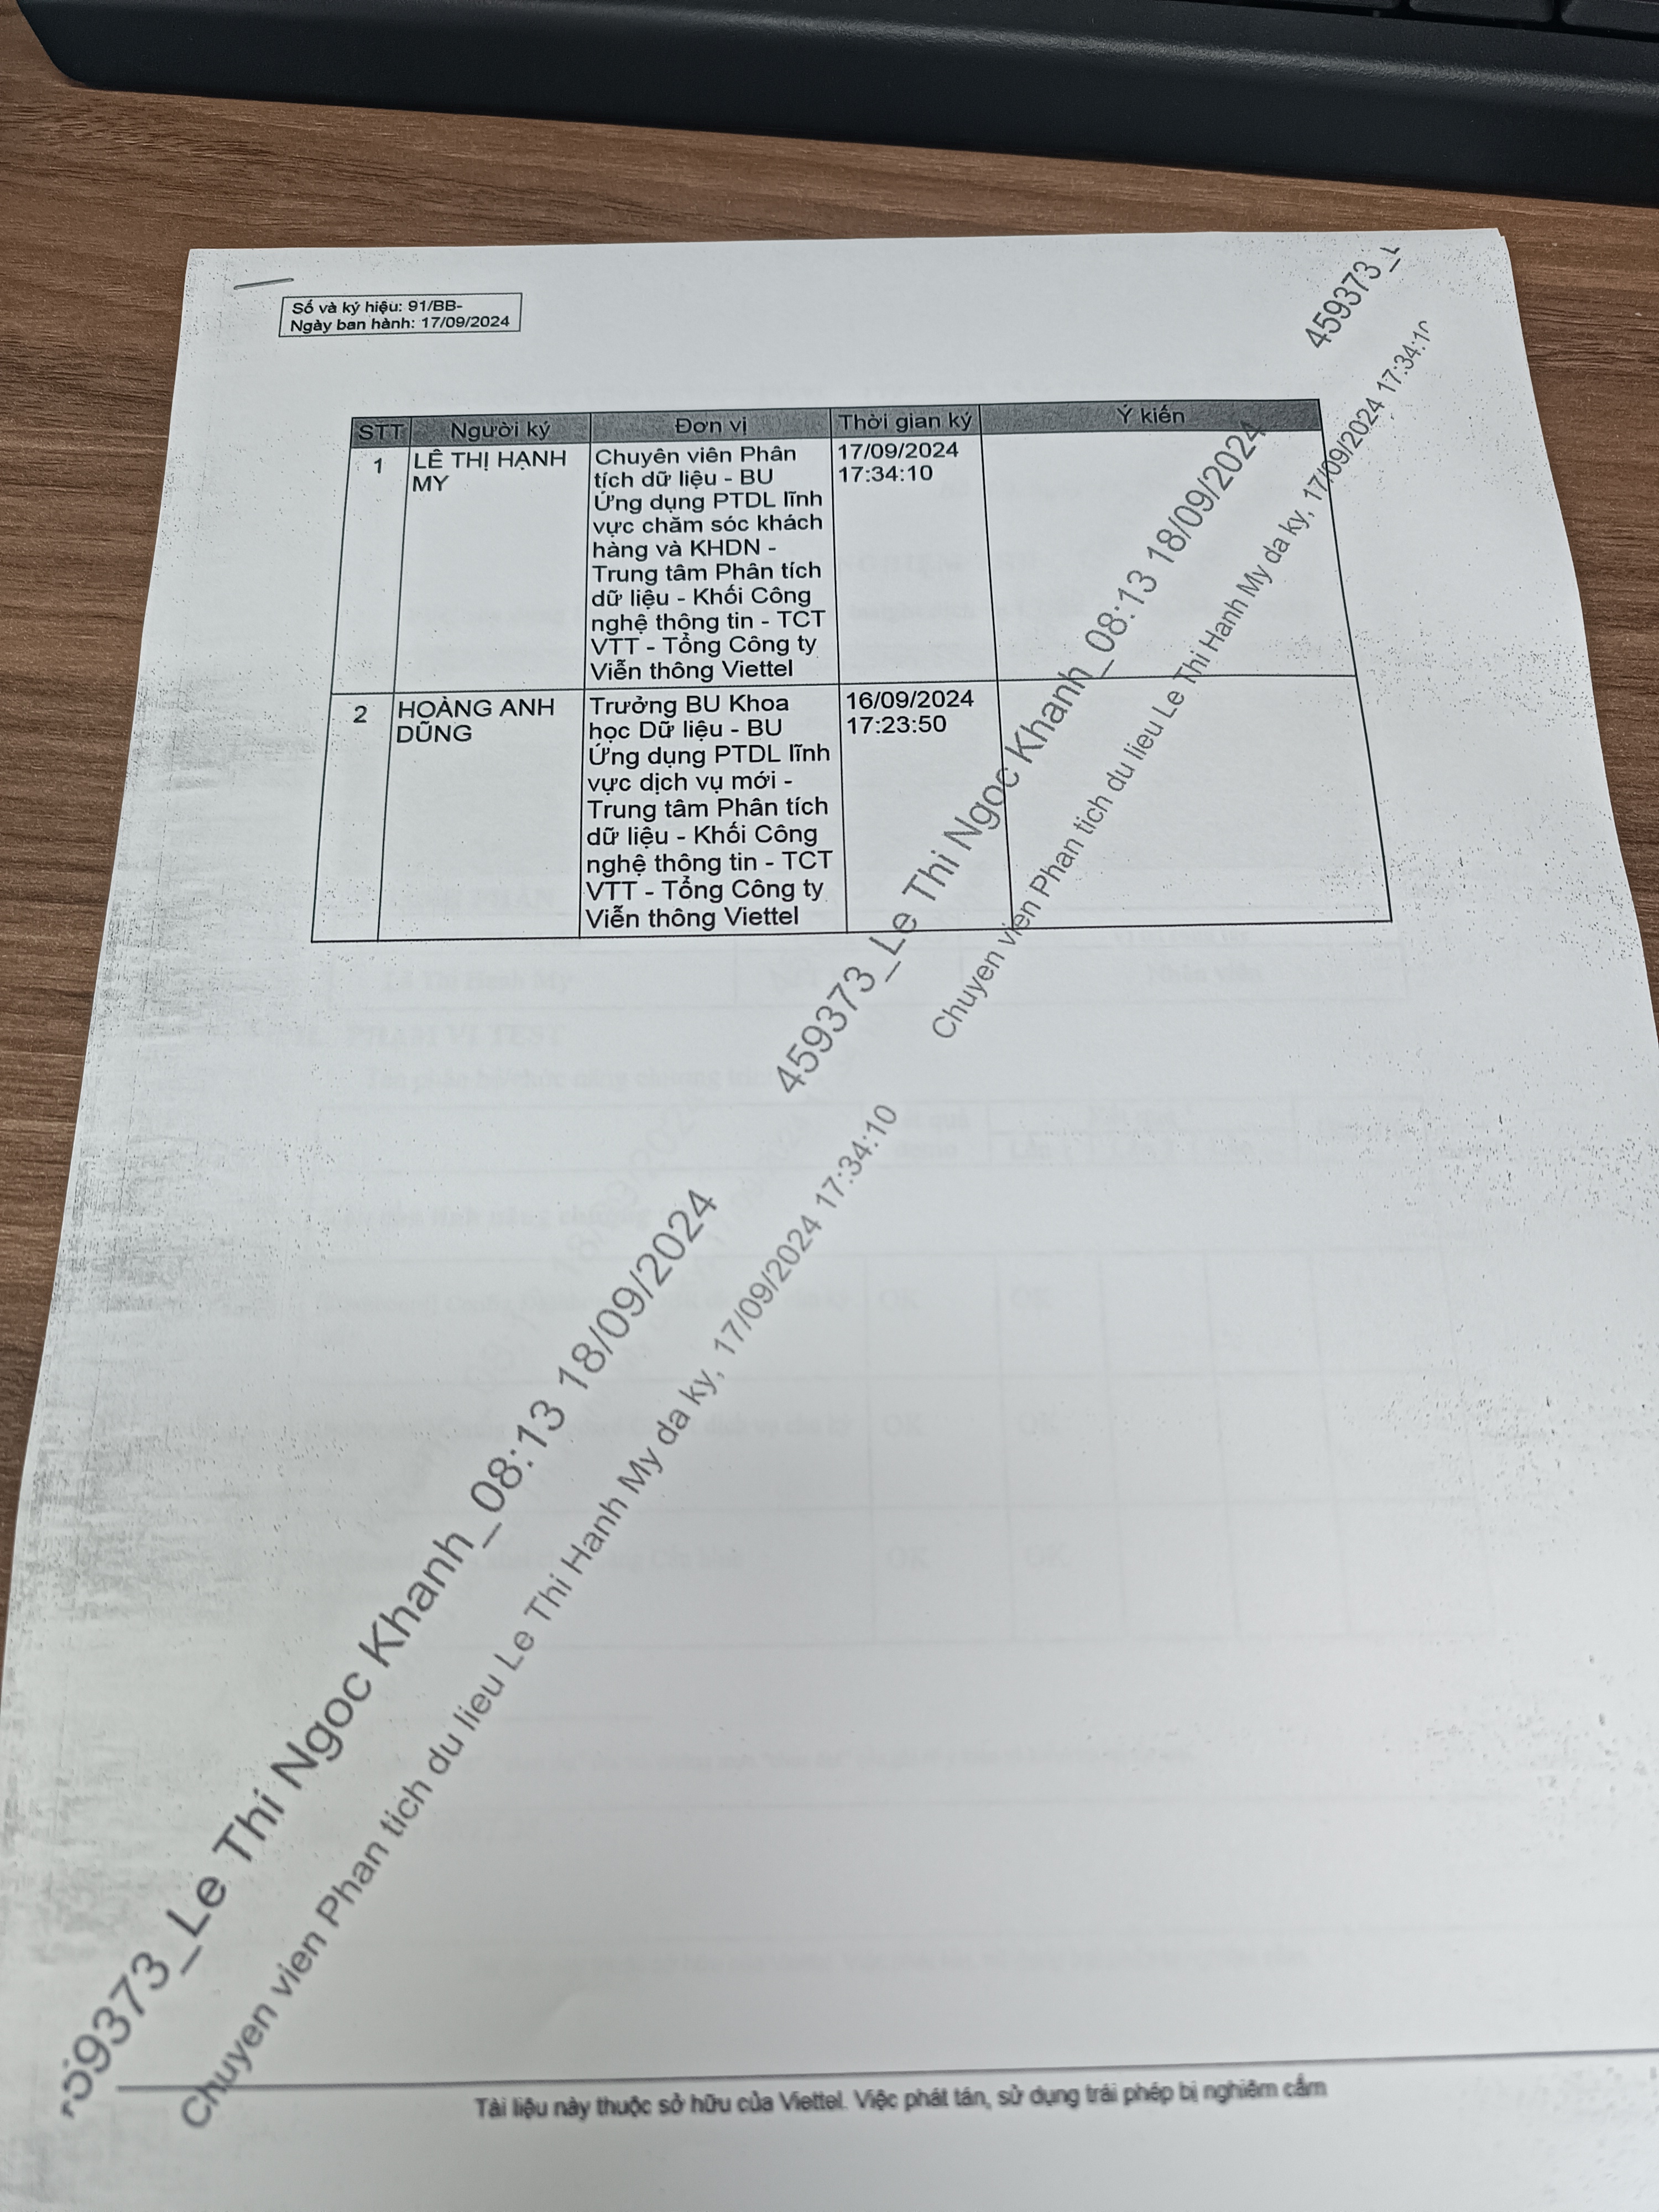 Số và ký hiệu: 91/BB-
Ngày ban hành: 17/09/2024
STT Người ký Đơn vị Thời gian ký Ý kiến
1
LÊ THỊ HẠNH
MY
Chuyên viên Phân
tích dữ liệu - BU
Ứng dụng PTDL lĩnh
vực chăm sóc khách
hàng và KHDN -
Trung tâm Phân tích
dữ liệu - Khối Công
nghệ thông tin - TCT
VTT - Tổng Công ty
Viễn thông Viettel
17/09/2024
17:34:10
2
HOÀNG ANH
DŨNG
Trưởng BU Khoa
học Dữ liệu - BU
Ứng dụng PTDL lĩnh
vực dịch vụ mới -
Trung tâm Phân tích
dữ liệu - Khối Công
nghệ thông tin - TCT
VTT - Tổng Công ty
Viễn thông Viettel
16/09/2024
17:23:50
459373_L
459373_Le Thi Ngoc Khanh_08:13 18/09/2024
Chuyen vien Phan tich du lieu Le Thi Hanh My da ky, 17/09/2024 17:34:10
59373_Le Thi Ngoc Khanh_08:13 18/09/2024
Chuyen vien Phan tich du lieu Le Thi Hanh My da ky, 17/09/2024 17:34:10
Tài liệu này thuộc sở hữu của Viettel. Việc phát tán, sử dụng trái phép bị nghiêm cấm